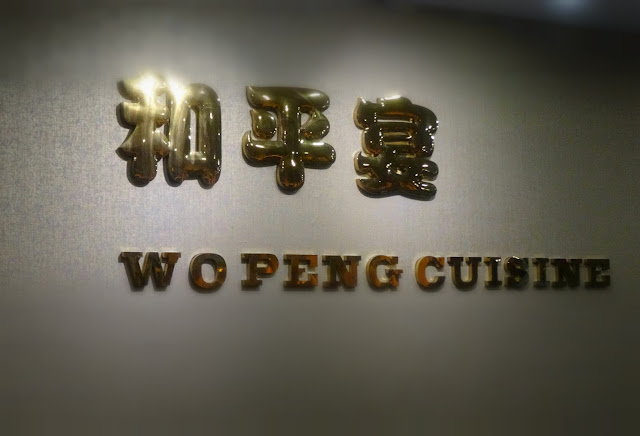 和平宴
WO PENG CUISINE